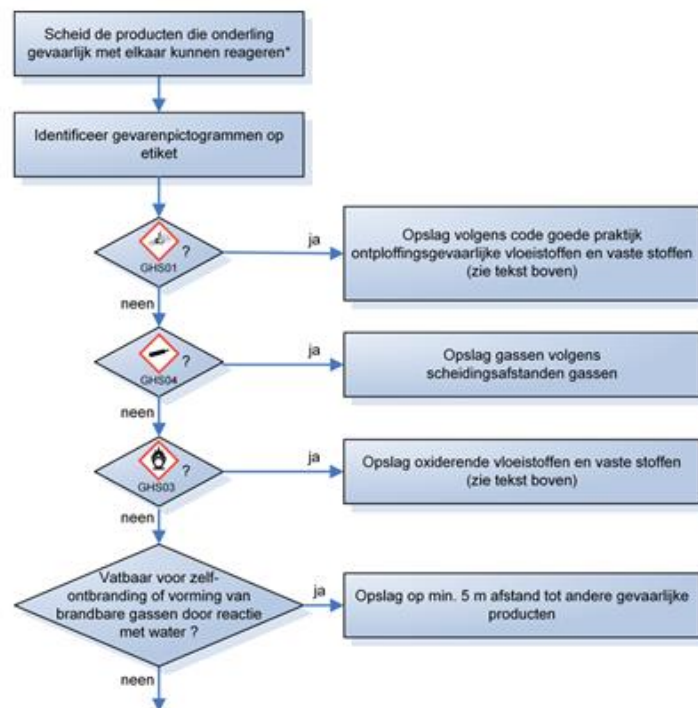 Scheid de producten die onderling
gevaarlijk met elkaar kunnen reageren*
Identificeer gevarenpictogrammen op
etiket
GHS01
?
ja
Opslag volgens code goede praktijk
ontploffingsgevaarlijke vloeistoffen en vaste stoffen
(zie tekst boven)
neen
GHS04
?
ja
Opslag gassen volgens
scheidingsafstanden gassen
neen
GHS03
?
ja
Opslag oxiderende vloeistoffen en vaste stoffen
(zie tekst boven)
neen
Vatbaar voor zelf-
ontbranding of vorming van
brandbare gassen door reactie
met water ?
ja
Opslag op min. 5 m afstand tot andere gevaarlijke
producten
neen